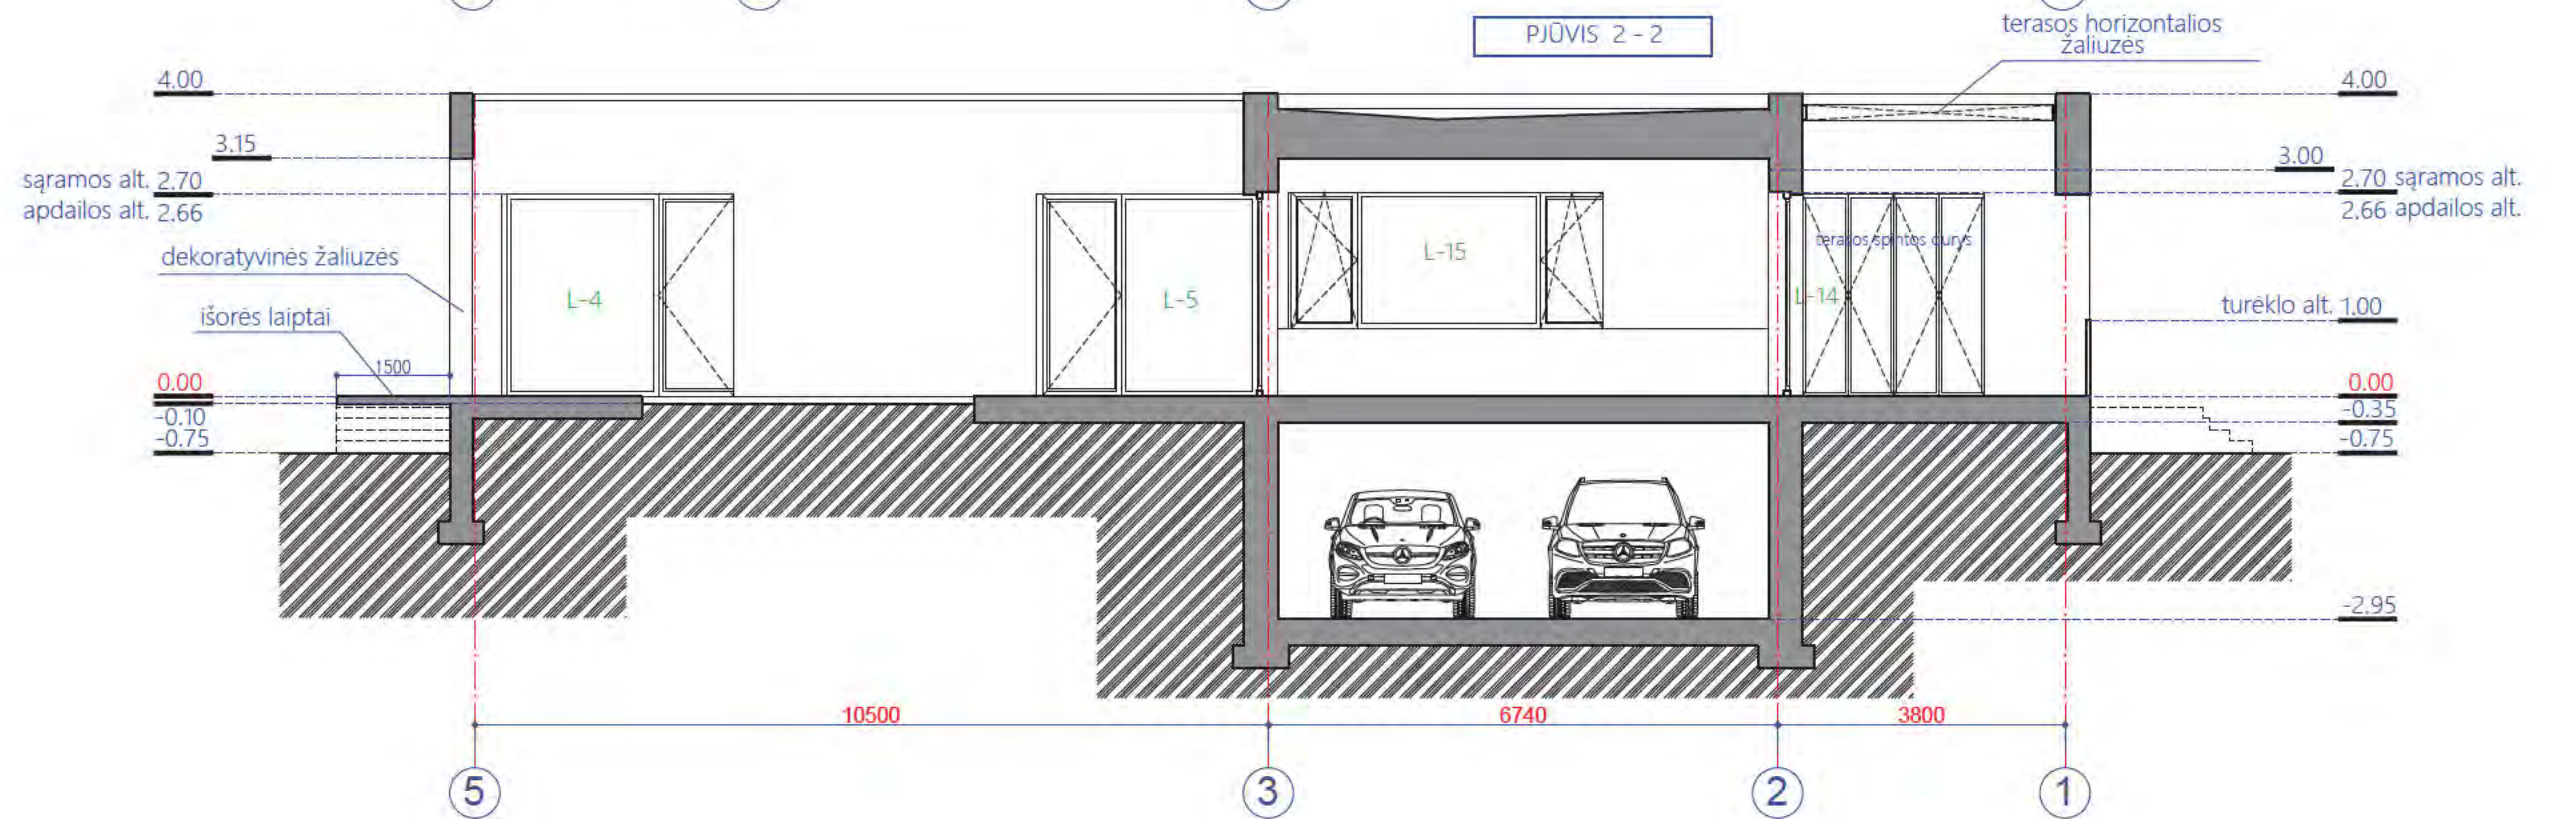 PJŪVIS 2 - 2
terasos horizontalios
žaliuzės
4.00
4.00
3.15
3.00
sąramos alt. 2.70
apdailos alt. 2.66
2.70 sąramos alt.
2.66 apdailos alt.
dekoratyvinės žaliuzės
terasos spintos durys
L-15
L-4
L-5
L-14
išorės laiptai
turėklo alt. 1.00
1500
0.00
0.00
-0.10
-0.35
-0.75
-0.75
-2.95
10500
6740
3800
5
3
2
1